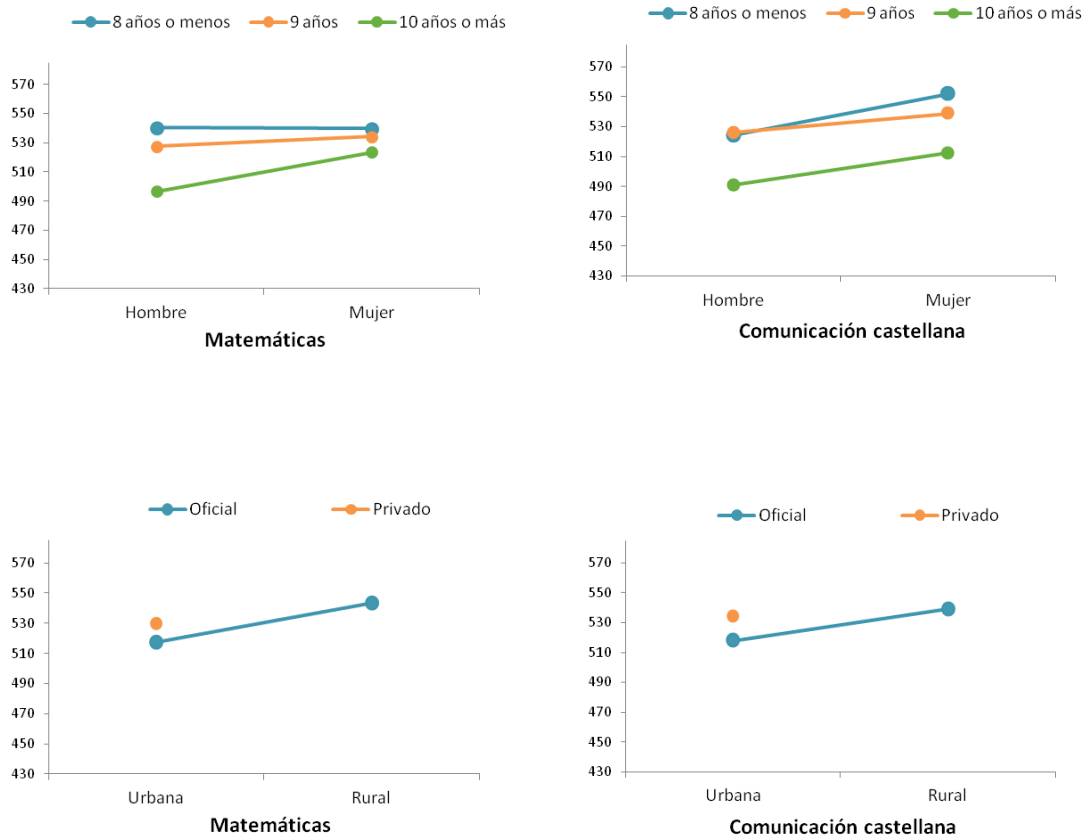 8 años o menos 9 años 10 años o más
570
550
530
510
490
470
450
430
Hombre Mujer
Matemáticas
8 años o menos 9 años 10 años o más
570
550
530
510
490
470
450
430
Hombre Mujer
Comunicación castellana
Oficial Privado
570
550
530
510
490
470
450
430
Urbana Rural
Matemáticas
Oficial Privado
570
550
530
510
490
470
450
430
Urbana Rural
Comunicación castellana